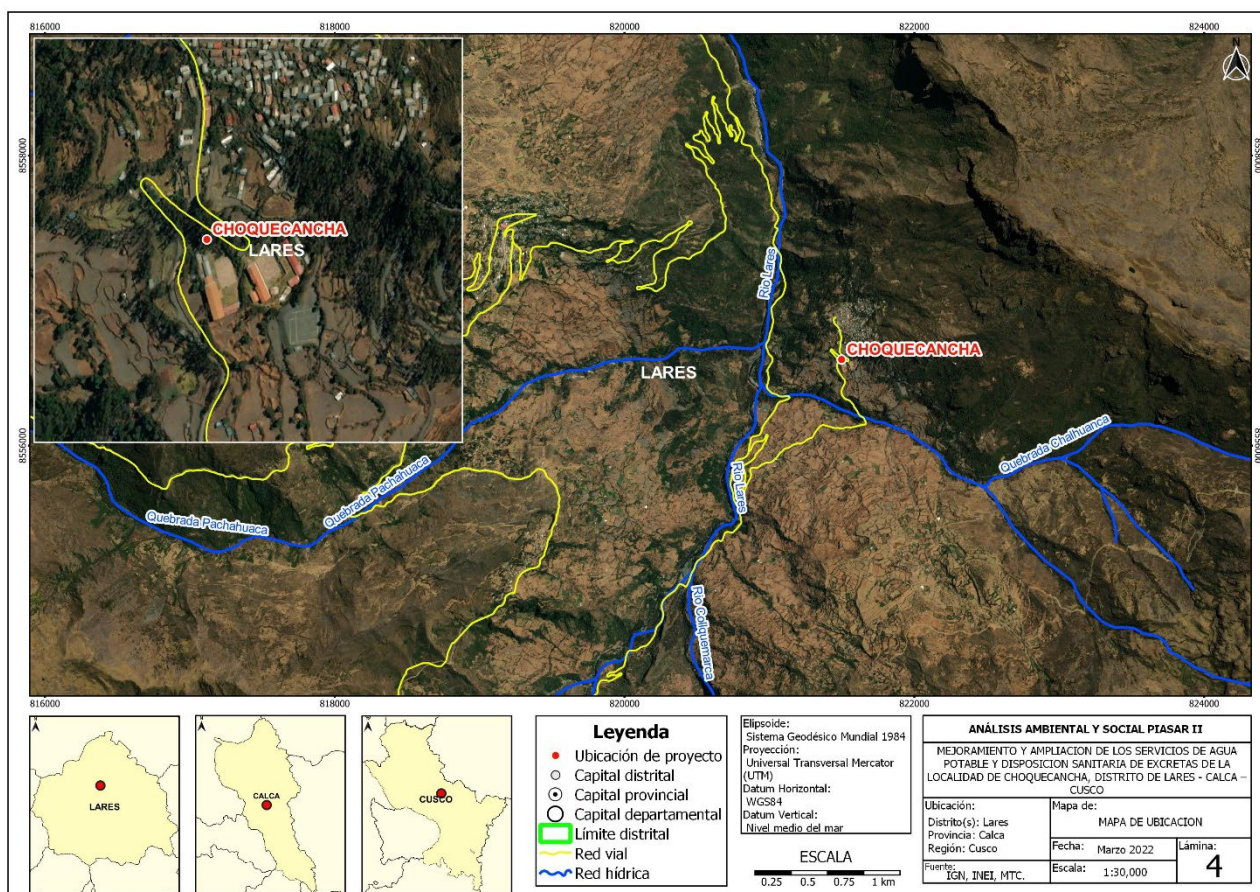 816000
818000
820000
822000
824000
N
8558000
8558000
CHOQUECANCHA
LARES
Rio Lares
CHOQUECANCHA
LARES
8556000
8556000
Quebrada Chalhuanca
Quebrada Pachahuaca
Quebrada Pachahuaca
Rio Lares
Rio Collquemarca
816000
818000
820000
822000
824000
LARES
CALCA
CUSCO
Leyenda
Ubicación de proyecto
Capital distrital
Capital provincial
Capital departamental
Límite distrital
Red vial
Red hídrica
Elipsoide:
Sistema Geodésico Mundial 1984
Proyección:
Universal Transversal Mercator
(UTM)
Datum Horizontal:
WGS84
Datum Vertical:
Nivel medio del mar
ESCALA
0.25 0.5 0.75 1 km
ANÁLISIS AMBIENTAL Y SOCIAL PIASAR II
MEJORAMIENTO Y AMPLIACION DE LOS SERVICIOS DE AGUA
POTABLE Y DISPOSICION SANITARIA DE EXCRETAS DE LA
LOCALIDAD DE CHOQUECANCHA, DISTRITO DE LARES - CALCA –
CUSCO
Ubicación:
Distrito(s): Lares
Provincia: Calca
Región: Cusco
Mapa de:
MAPA DE UBICACION
Fecha: Marzo 2022
Lámina:
4
Fuente:
IGN, INEI, MTC.
Escala: 1:30,000